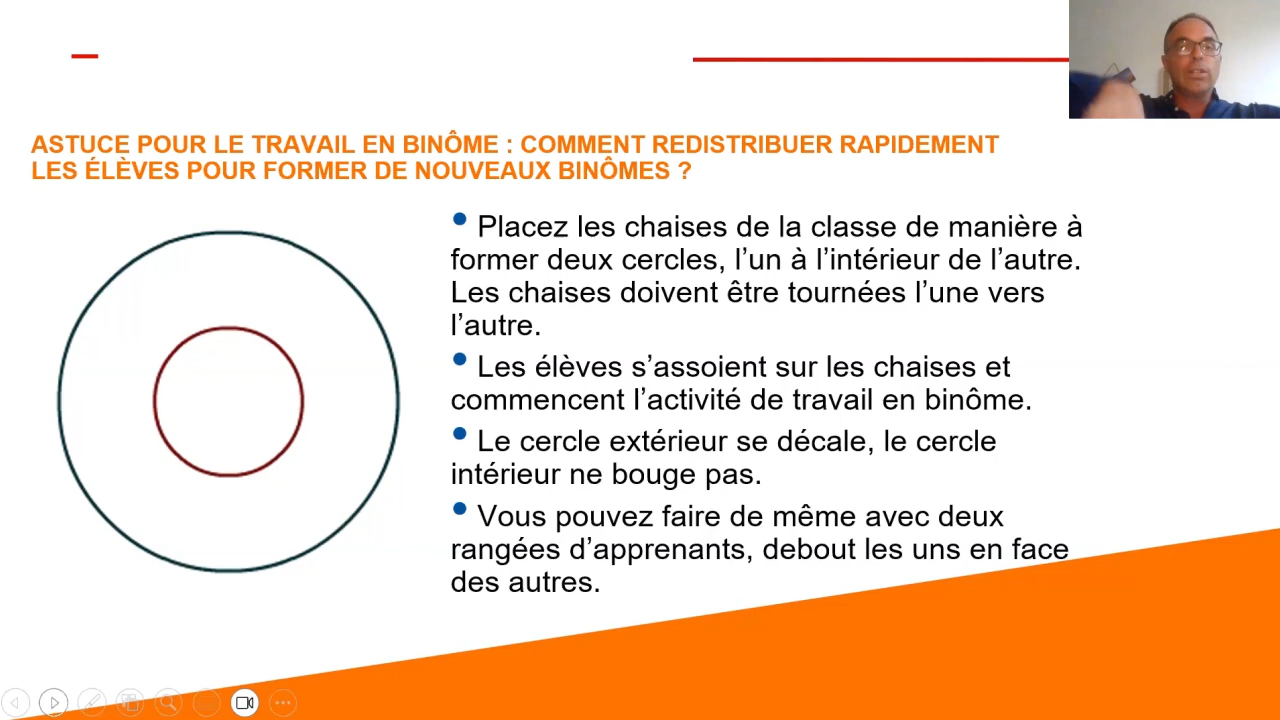 ASTUCE POUR LE TRAVAIL EN BINÔME : COMMENT REDISTRIBUER RAPIDEMENT
LES ÉLÈVES POUR FORMER DE NOUVEAUX BINÔMES ?
• Placez les chaises de la classe de manière à
former deux cercles, l’un à l’intérieur de l’autre.
Les chaises doivent être tournées l’une vers
l’autre.
• Les élèves s’assoient sur les chaises et
commencent l’activité de travail en binôme.
• Le cercle extérieur se décale, le cercle
intérieur ne bouge pas.
• Vous pouvez faire de même avec deux
rangées d’apprenants, debout les uns en face
des autres.